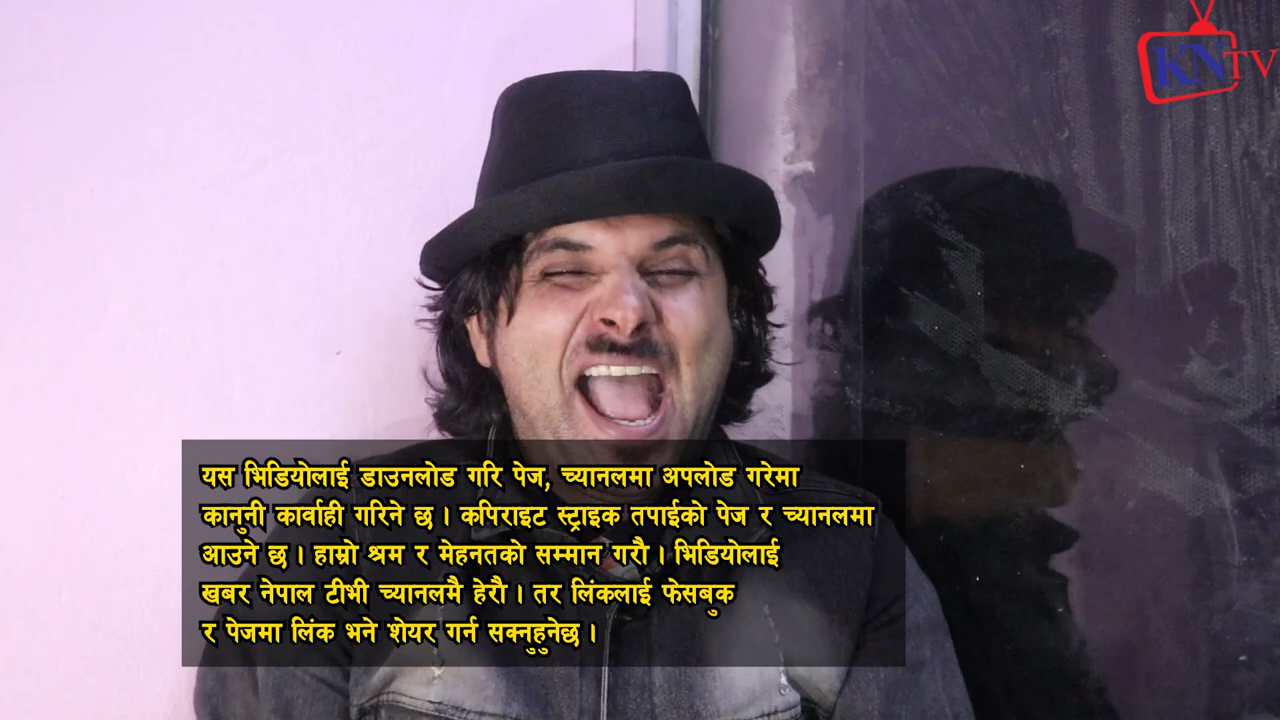 KNTV
यस भिडियोलाई डाउनलोड गरि पेज, च्यानलमा अपलोड गरेमा
कानुनी कार्वाही गरिने छ । कपिराइट स्ट्राइक तपाईको पेज र च्यानलमा
आउने छ । हाम्रो श्रम र मेहनतको सम्मान गरौ । भिडियोलाई
खबर नेपाल टीभी च्यानलमै हेरौ । तर लिंकलाई फेसबुक
र पेजमा लिंक भने शेयर गर्न सक्नुहुनेछ ।